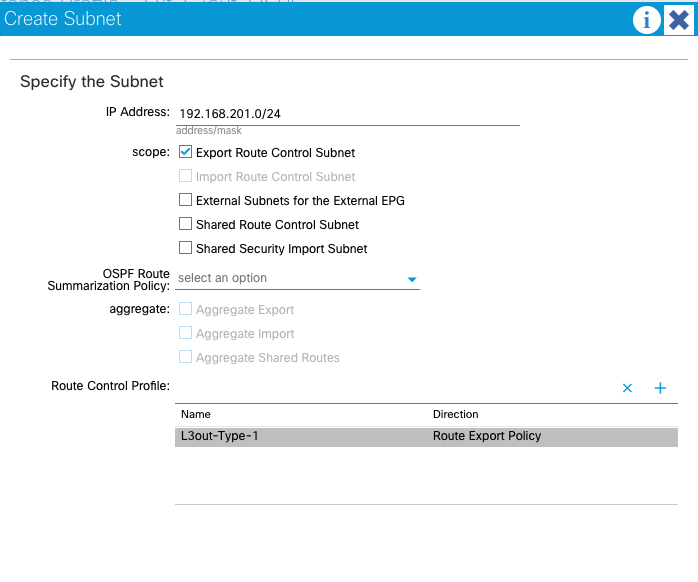 Create Subnet
Specify the Subnet
IP Address: 192.168.201.0/24
address/mask
scope: Export Route Control Subnet
Import Route Control Subnet
External Subnets for the External EPG
Shared Route Control Subnet
Shared Security Import Subnet
OSPF Route
Summarization Policy: select an option
aggregate: Aggregate Export
Aggregate Import
Aggregate Shared Routes
Route Control Profile:
Name Direction
L3out-Type-1 Route Export Policy